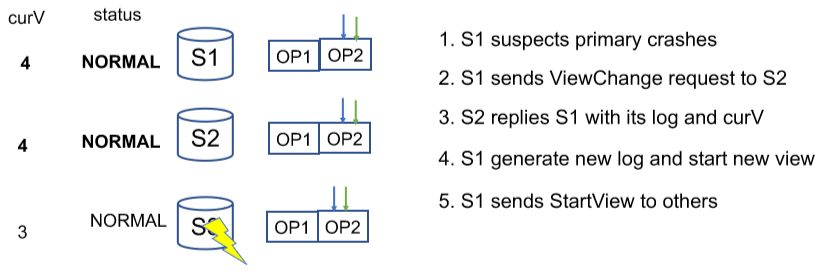 curV status
4 NORMAL S1 OP1 OP2
4 NORMAL S2 OP1 OP2
3 NORMAL S3 OP1 OP2
1. S1 suspects primary crashes
2. S1 sends ViewChange request to S2
3. S2 replies S1 with its log and curV
4. S1 generate new log and start new view
5. S1 sends StartView to others